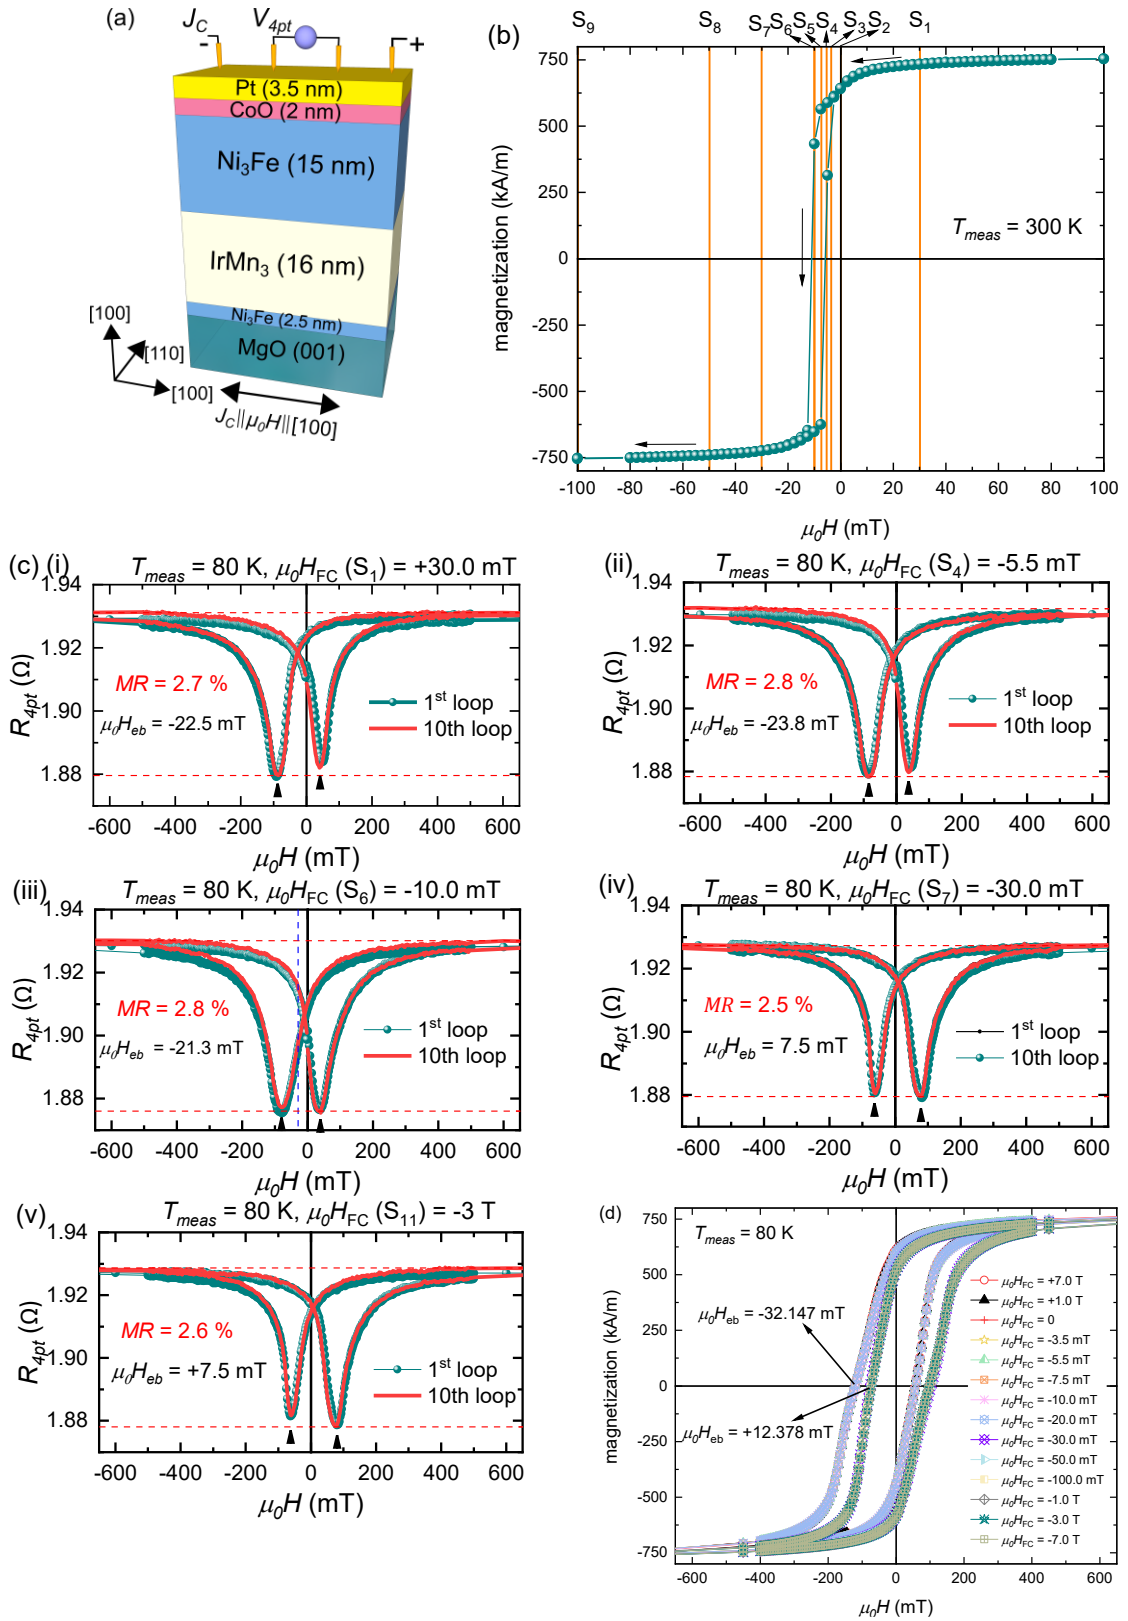 (a)
J_C V_4pt
- +
Pt (3.5 nm)
CoO (2 nm)
Ni₃Fe (15 nm)
IrMn₃ (16 nm)
Ni₃Fe (2.5 nm)
MgO (001)
[100]
[110]
[100]
J_C||μ₀H||[100]
(b)
S₉ S₈ S₇ S₆ S₅ S₄ S₃ S₂ S₁
magnetization (kA/m)
750
500
250
0
-250
-500
-750
T_meas = 300 K
-100 -80 -60 -40 -20 0 20 40 60 80 100
μ₀H (mT)
(c) (i)
T_meas = 80 K, μ₀H_FC (S₁) = +30.0 mT
R_4pt (Ω)
1.94
1.92
1.90
1.88
MR = 2.7 %
μ₀H_eb = -22.5 mT
1st loop
10th loop
-600 -400 -200 0 200 400 600
μ₀H (mT)
(ii)
T_meas = 80 K, μ₀H_FC (S₄) = -5.5 mT
R_4pt (Ω)
1.94
1.92
1.90
1.88
MR = 2.8 %
μ₀H_eb = -23.8 mT
1st loop
10th loop
-600 -400 -200 0 200 400 600
μ₀H (mT)
(iii)
T_meas = 80 K, μ₀H_FC (S₆) = -10.0 mT
R_4pt (Ω)
1.94
1.92
1.90
1.88
MR = 2.8 %
μ₀H_eb = -21.3 mT
1st loop
10th loop
-600 -400 -200 0 200 400 600
μ₀H (mT)
(iv)
T_meas = 80 K, μ₀H_FC (S₇) = -30.0 mT
R_4pt (Ω)
1.94
1.92
1.90
1.88
MR = 2.5 %
μ₀H_eb = 7.5 mT
1st loop
10th loop
-600 -400 -200 0 200 400 600
μ₀H (mT)
(v)
T_meas = 80 K, μ₀H_FC (S₁₁) = -3 T
R_4pt (Ω)
1.94
1.92
1.90
1.88
MR = 2.6 %
μ₀H_eb = +7.5 mT
1st loop
10th loop
-600 -400 -200 0 200 400 600
μ₀H (mT)
(d)
magnetization (kA/m)
750
500
250
0
-250
-500
-750
T_meas = 80 K
μ₀H_eb = -32.147 mT
μ₀H_eb = +12.378 mT
μ₀H_FC = +7.0 T
μ₀H_FC = +1.0 T
μ₀H_FC = 0
μ₀H_FC = -3.5 mT
μ₀H_FC = -5.5 mT
μ₀H_FC = -7.5 mT
μ₀H_FC = -10.0 mT
μ₀H_FC = -20.0 mT
μ₀H_FC = -30.0 mT
μ₀H_FC = -50.0 mT
μ₀H_FC = -100.0 mT
μ₀H_FC = -1.0 T
μ₀H_FC = -3.0 T
μ₀H_FC = -7.0 T
-600 -400 -200 0 200 400 600
μ₀H (mT)